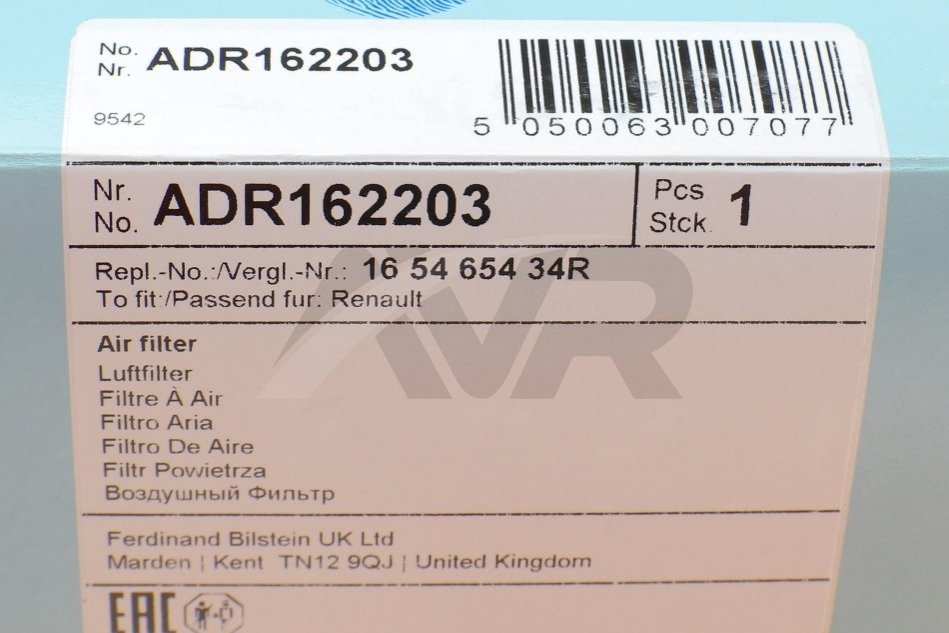 No.
Nr. ADR162203
9542
5 050063 007077
Nr.
No. ADR162203
Pcs
Stck. 1
Repl.-No.:/Vergl.-Nr.: 16 54 654 34R
To fit:/Passend fur: Renault
Air filter
Luftfilter
Filtre À Air
Filtro Aria
Filtro De Aire
Filtr Powietrza
Воздушный Фильтр
Ferdinand Bilstein UK Ltd
Marden | Kent TN12 9QJ | United Kingdom
EAC
AVR